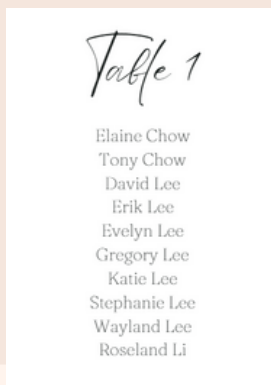 Table 1
Elaine Chow
Tony Chow
David Lee
Erik Lee
Evelyn Lee
Gregory Lee
Katie Lee
Stephanie Lee
Wayland Lee
Roseland Li